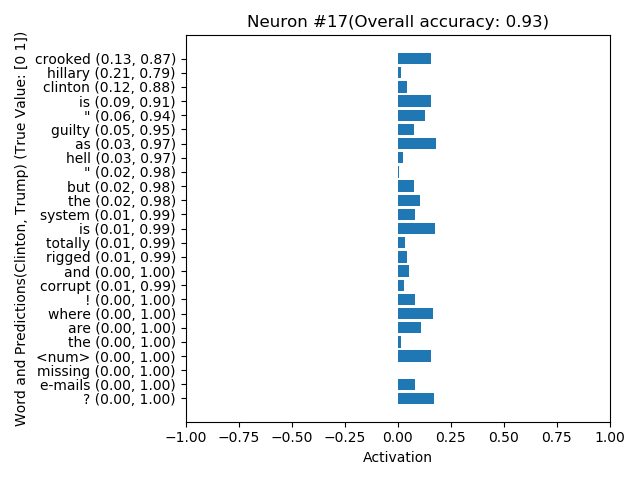 Neuron #17(Overall accuracy: 0.93)
Word and Predictions(Clinton, Trump) (True Value: [0 1])
crooked (0.13, 0.87)
hillary (0.21, 0.79)
clinton (0.12, 0.88)
is (0.09, 0.91)
" (0.06, 0.94)
guilty (0.05, 0.95)
as (0.03, 0.97)
hell (0.03, 0.97)
" (0.02, 0.98)
but (0.02, 0.98)
the (0.02, 0.98)
system (0.01, 0.99)
is (0.01, 0.99)
totally (0.01, 0.99)
rigged (0.01, 0.99)
and (0.00, 1.00)
corrupt (0.01, 0.99)
! (0.00, 1.00)
where (0.00, 1.00)
are (0.00, 1.00)
the (0.00, 1.00)
<num> (0.00, 1.00)
missing (0.00, 1.00)
e-mails (0.00, 1.00)
? (0.00, 1.00)
−1.00 −0.75 −0.50 −0.25 0.00 0.25 0.50 0.75 1.00
Activation